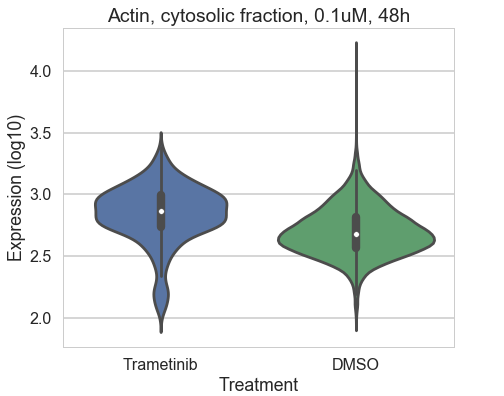 Actin, cytosolic fraction, 0.1uM, 48h
Expression (log10)
4.0
3.5
3.0
2.5
2.0
Trametinib DMSO
Treatment